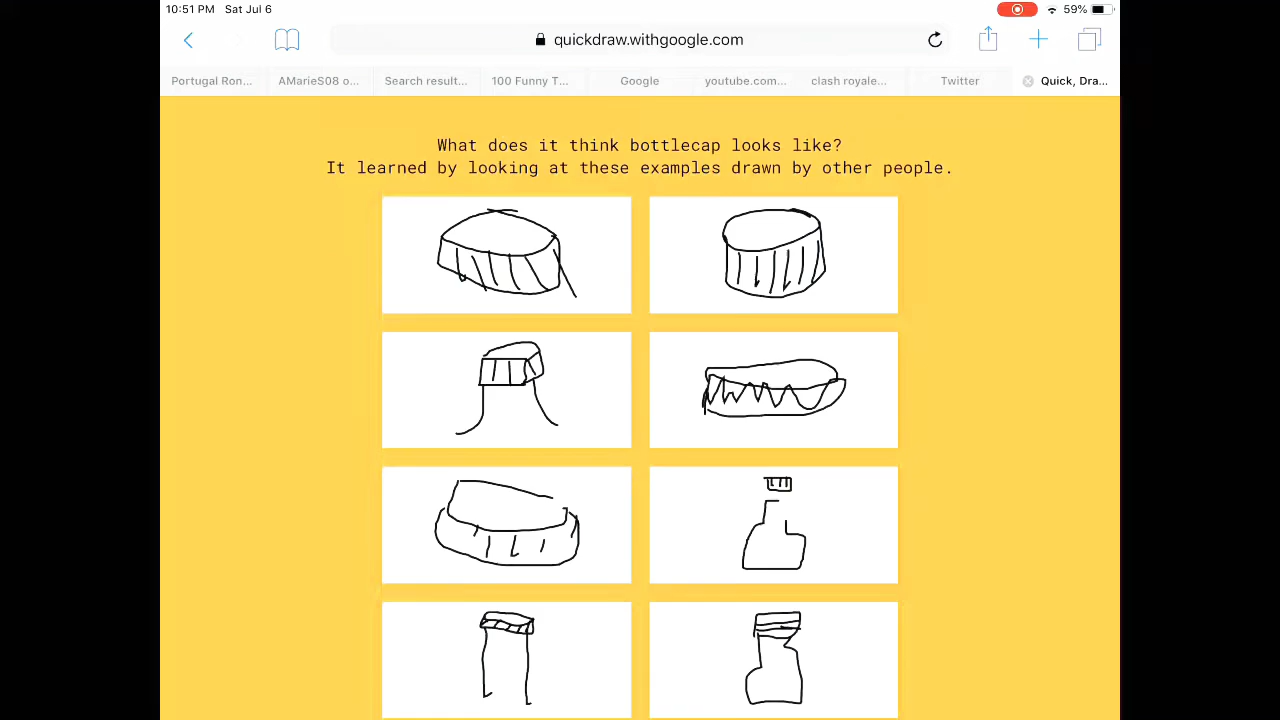 10:51 PM Sat Jul 6
59%
quickdraw.withgoogle.com
Portugal Ron...
AMarieS08 o...
Search result...
100 Funny T...
Google
youtube.com...
clash royale...
Twitter
Quick, Dra...
What does it think bottlecap looks like?
It learned by looking at these examples drawn by other people.